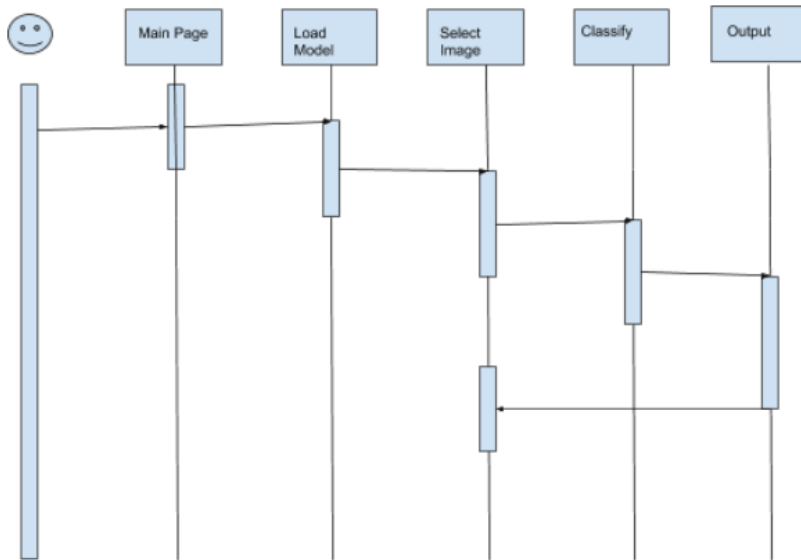 Main Page
Load
Model
Select
Image
Classify
Output